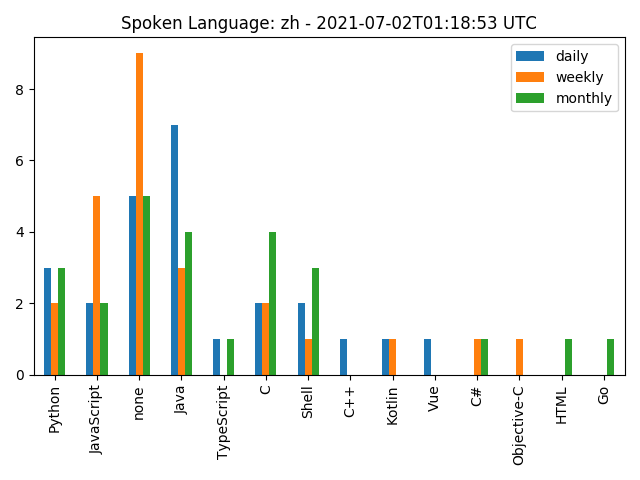 Spoken Language: zh - 2021-07-02T01:18:53 UTC
daily
weekly
monthly
8
6
4
2
0
Python
JavaScript
none
Java
TypeScript
C
Shell
C++
Kotlin
Vue
C#
Objective-C
HTML
Go